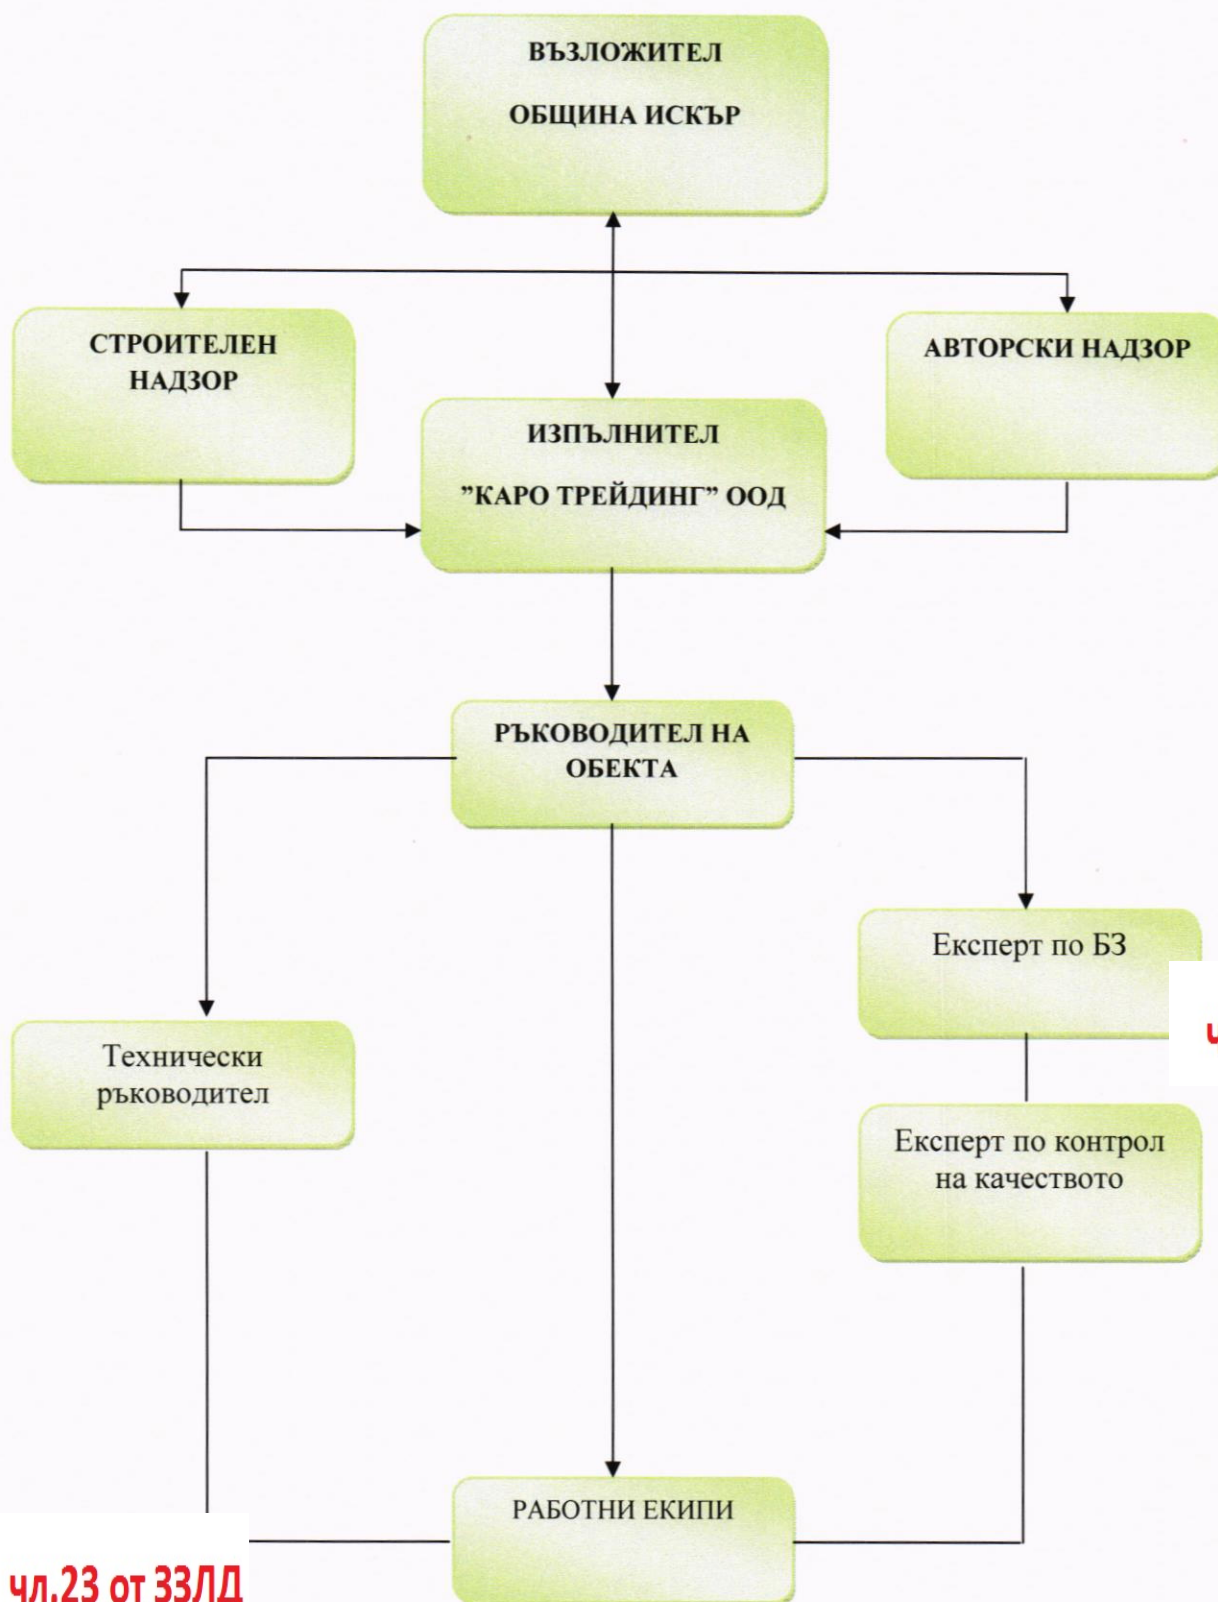 ВЪЗЛОЖИТЕЛ
ОБЩИНА ИСКЪР
СТРОИТЕЛЕН
НАДЗОР
АВТОРСКИ НАДЗОР
ИЗПЪЛНИТЕЛ
”КАРО ТРЕЙДИНГ” ООД
РЪКОВОДИТЕЛ НА
ОБЕКТА
Експерт по БЗ
Технически
ръководител
Експерт по контрол
на качеството
РАБОТНИ ЕКИПИ
чл.23 от ЗЗЛД